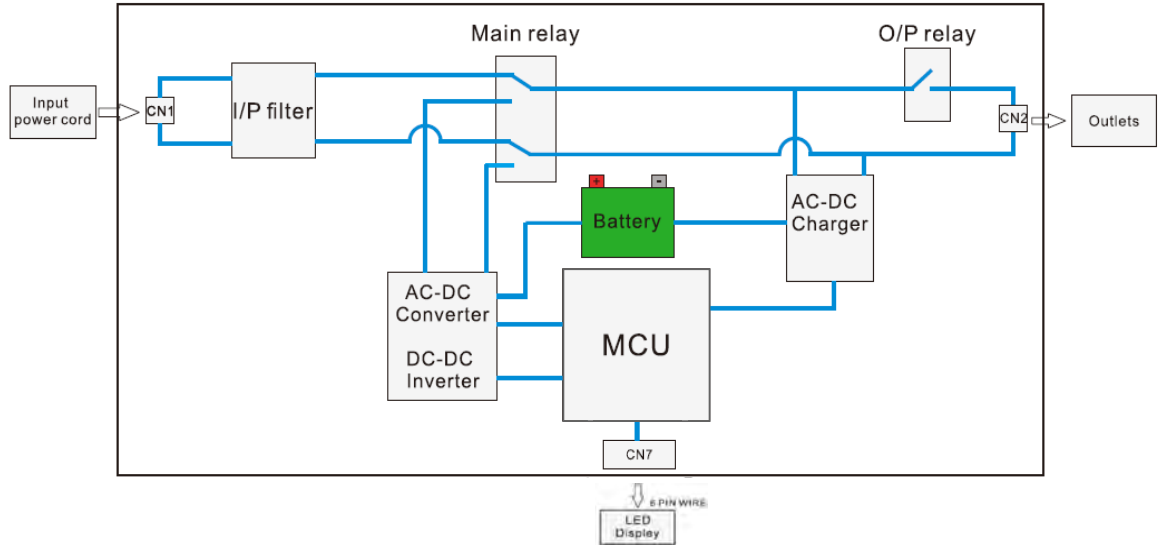 Main relay
O/P relay
Input
power cord
CN1
I/P filter
CN2
Outlets
+
-
Battery
AC-DC
Charger
AC-DC
Converter
DC-DC
Inverter
MCU
CN7
6 PIN WIRE
LED
Display